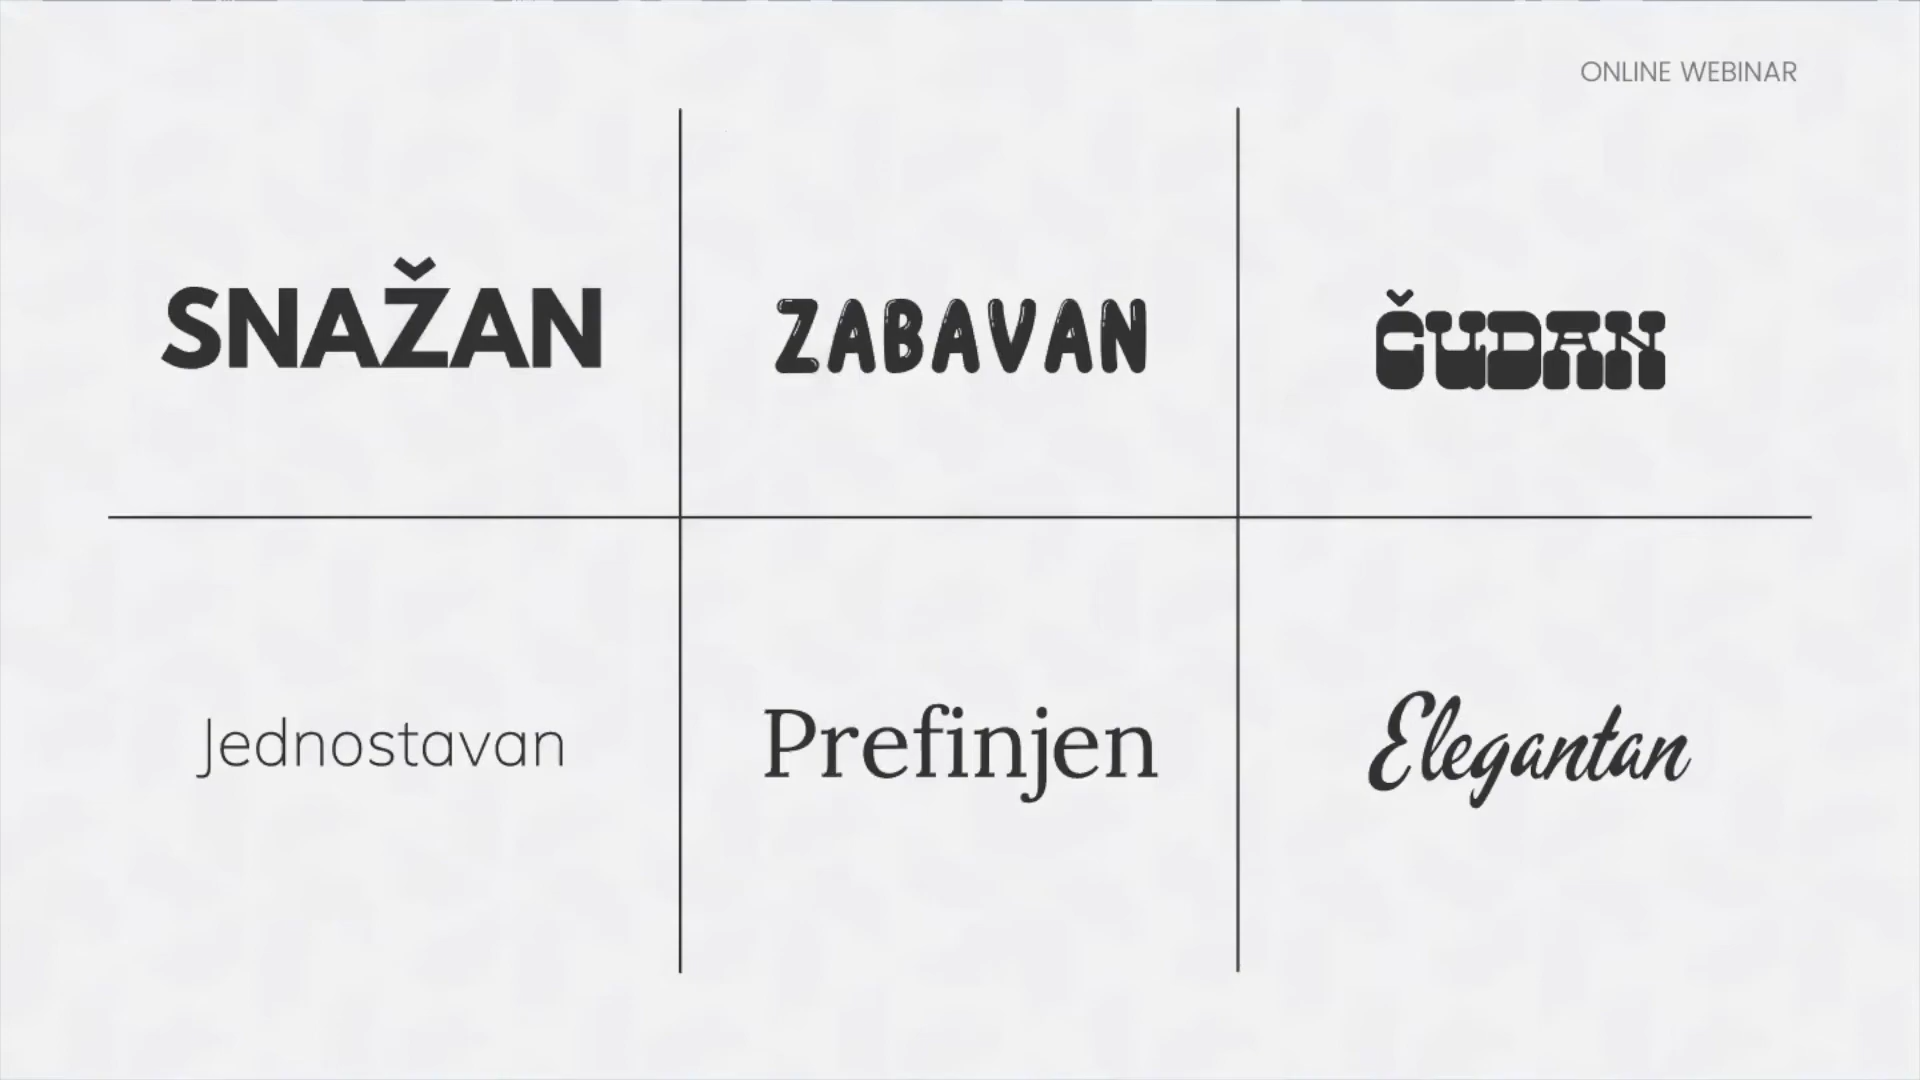 ONLINE WEBINAR
SNAŽAN
ZABAVAN
ČUDAN
Jednostavan
Prefinjen
Elegantan